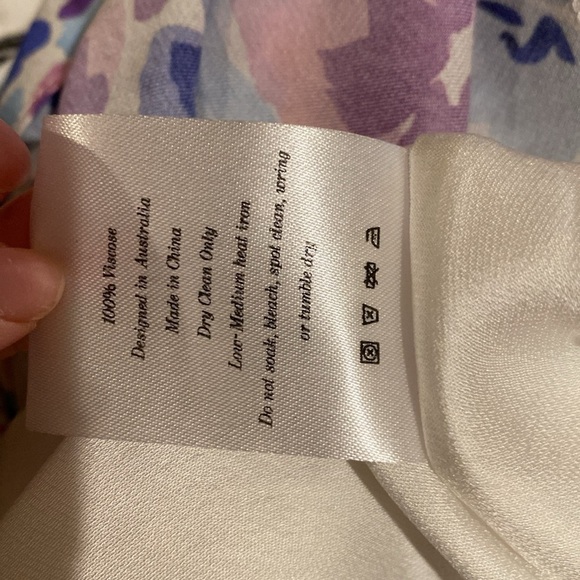 100% Viscose
Designed in Australia
Made in China
Dry Clean Only
Low-Medium heat iron
Do not soak, bleach, spot clean, wring
or tumble dry